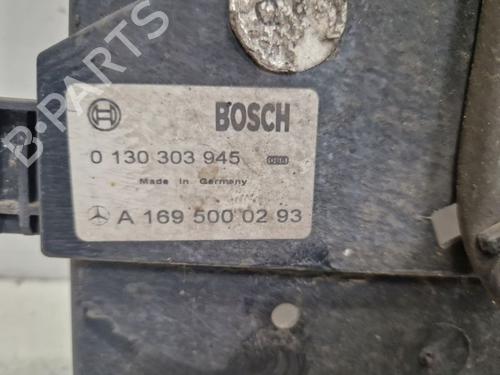 B-PARTS
BOSCH
0 130 303 945
Made in Germany
A 169 500 02 93